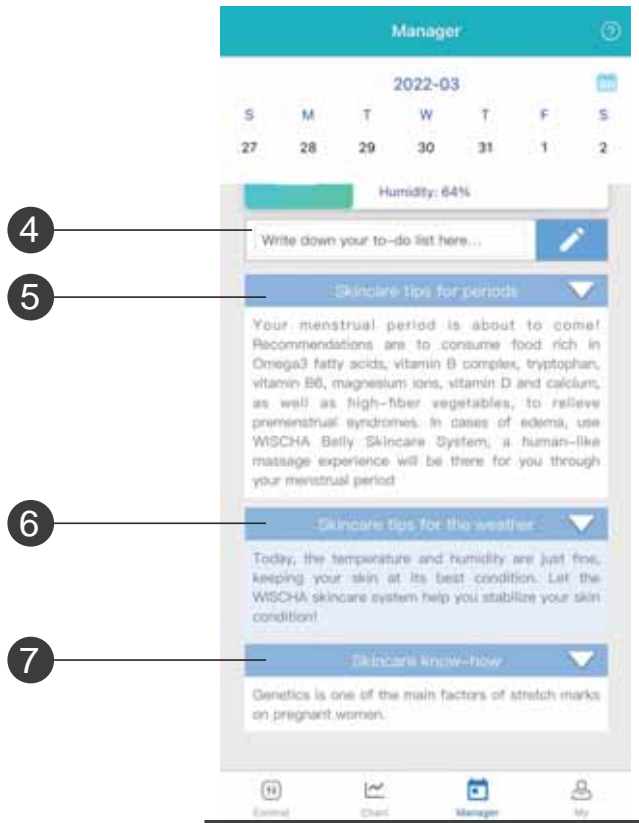 Manager
2022-03
S M T W T F S
27 28 29 30 31 1 2
Humidity: 64%
4
Write down your to-do list here...
5
Skincare tips for periods
Your menstrual period is about to come!
Recommendations are to consume food rich in
Omega3 fatty acids, vitamin B complex, tryptophan,
vitamin B6, magnesium ions, vitamin D and calcium,
as well as high-fiber vegetables, to relieve
premenstrual syndromes. In cases of edema, use
WISCHA Belly Skincare System, a human-like
massage experience will be there for you through
your menstrual period
6
Skincare tips for the weather
Today, the temperature and humidity are just fine,
keeping your skin at its best condition. Let the
WISCHA skincare system help you stabilize your skin
condition!
7
Skincare know-how
Genetics is one of the main factors of stretch marks
on pregnant women.
Control Chart Manager My